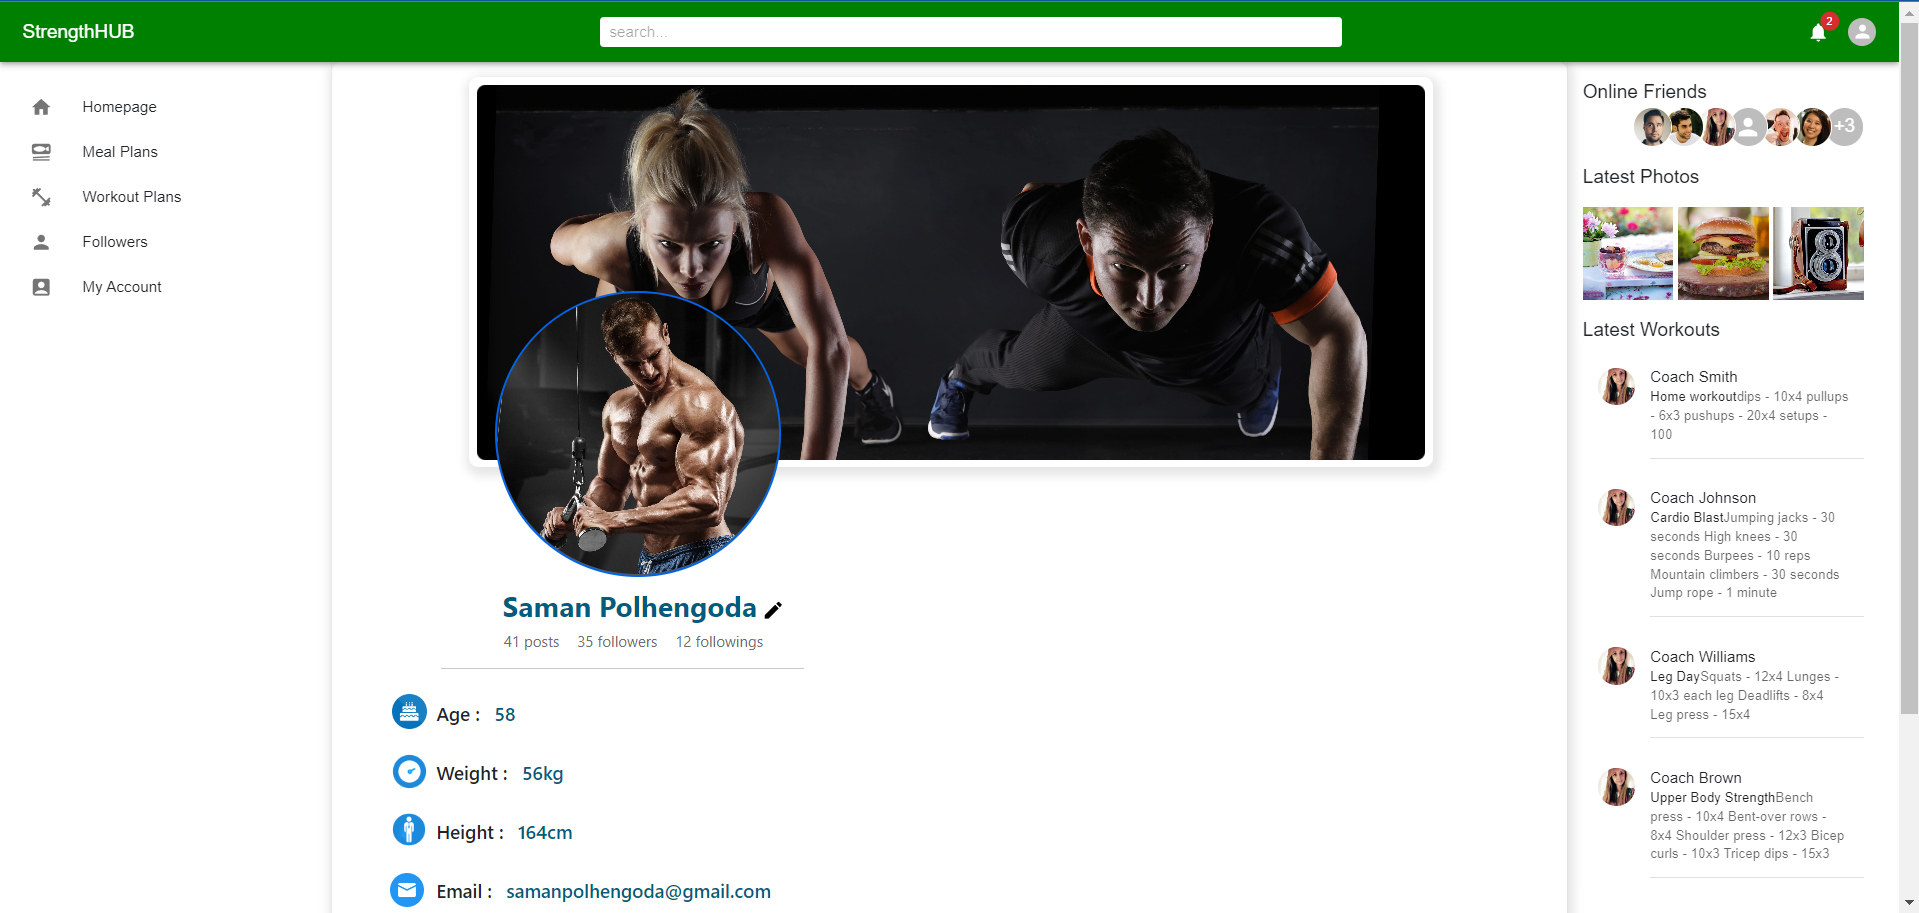 StrengthHUB
search...
2
Homepage
Meal Plans
Workout Plans
Followers
My Account
Saman Polhengoda
41 posts 35 followers 12 followings
Age : 58
Weight : 56kg
Height : 164cm
Email : samanpolhengoda@gmail.com
Online Friends
+3
Latest Photos
Latest Workouts
Coach Smith
Home workoutdips - 10x4 pullups
- 6x3 pushups - 20x4 setups -
100
Coach Johnson
Cardio BlastJumping jacks - 30
seconds High knees - 30
seconds Burpees - 10 reps
Mountain climbers - 30 seconds
Jump rope - 1 minute
Coach Williams
Leg DaySquats - 12x4 Lunges -
10x3 each leg Deadlifts - 8x4
Leg press - 15x4
Coach Brown
Upper Body StrengthBench
press - 10x4 Bent-over rows -
8x4 Shoulder press - 12x3 Bicep
curls - 10x3 Tricep dips - 15x3